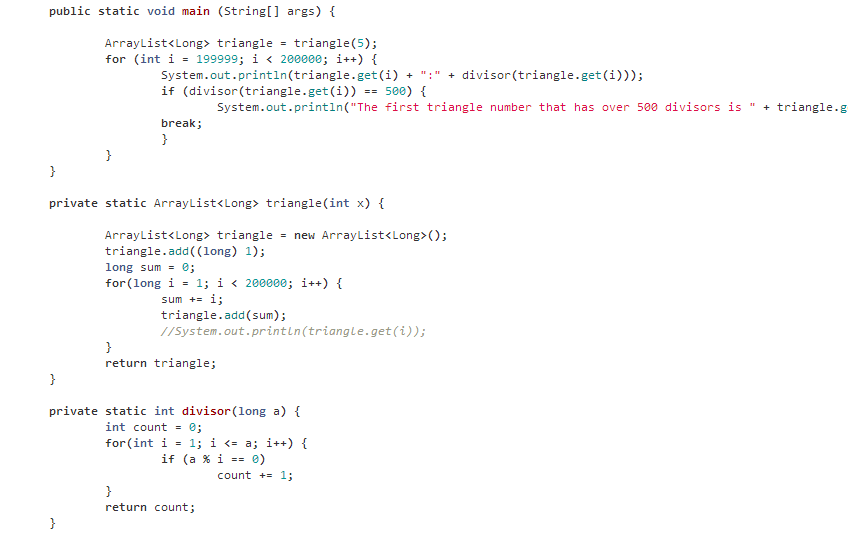 public static void main (String[] args) {
ArrayList<Long> triangle = triangle(5);
for (int i = 199999; i < 200000; i++) {
System.out.println(triangle.get(i) + ":" + divisor(triangle.get(i)));
if (divisor(triangle.get(i)) == 500) {
System.out.println("The first triangle number that has over 500 divisors is " + triangle.g
break;
}
}
}
private static ArrayList<Long> triangle(int x) {
ArrayList<Long> triangle = new ArrayList<Long>();
triangle.add((long) 1);
long sum = 0;
for(long i = 1; i < 200000; i++) {
sum += i;
triangle.add(sum);
//System.out.println(triangle.get(i));
}
return triangle;
}
private static int divisor(long a) {
int count = 0;
for(int i = 1; i <= a; i++) {
if (a % i == 0)
count += 1;
}
return count;
}